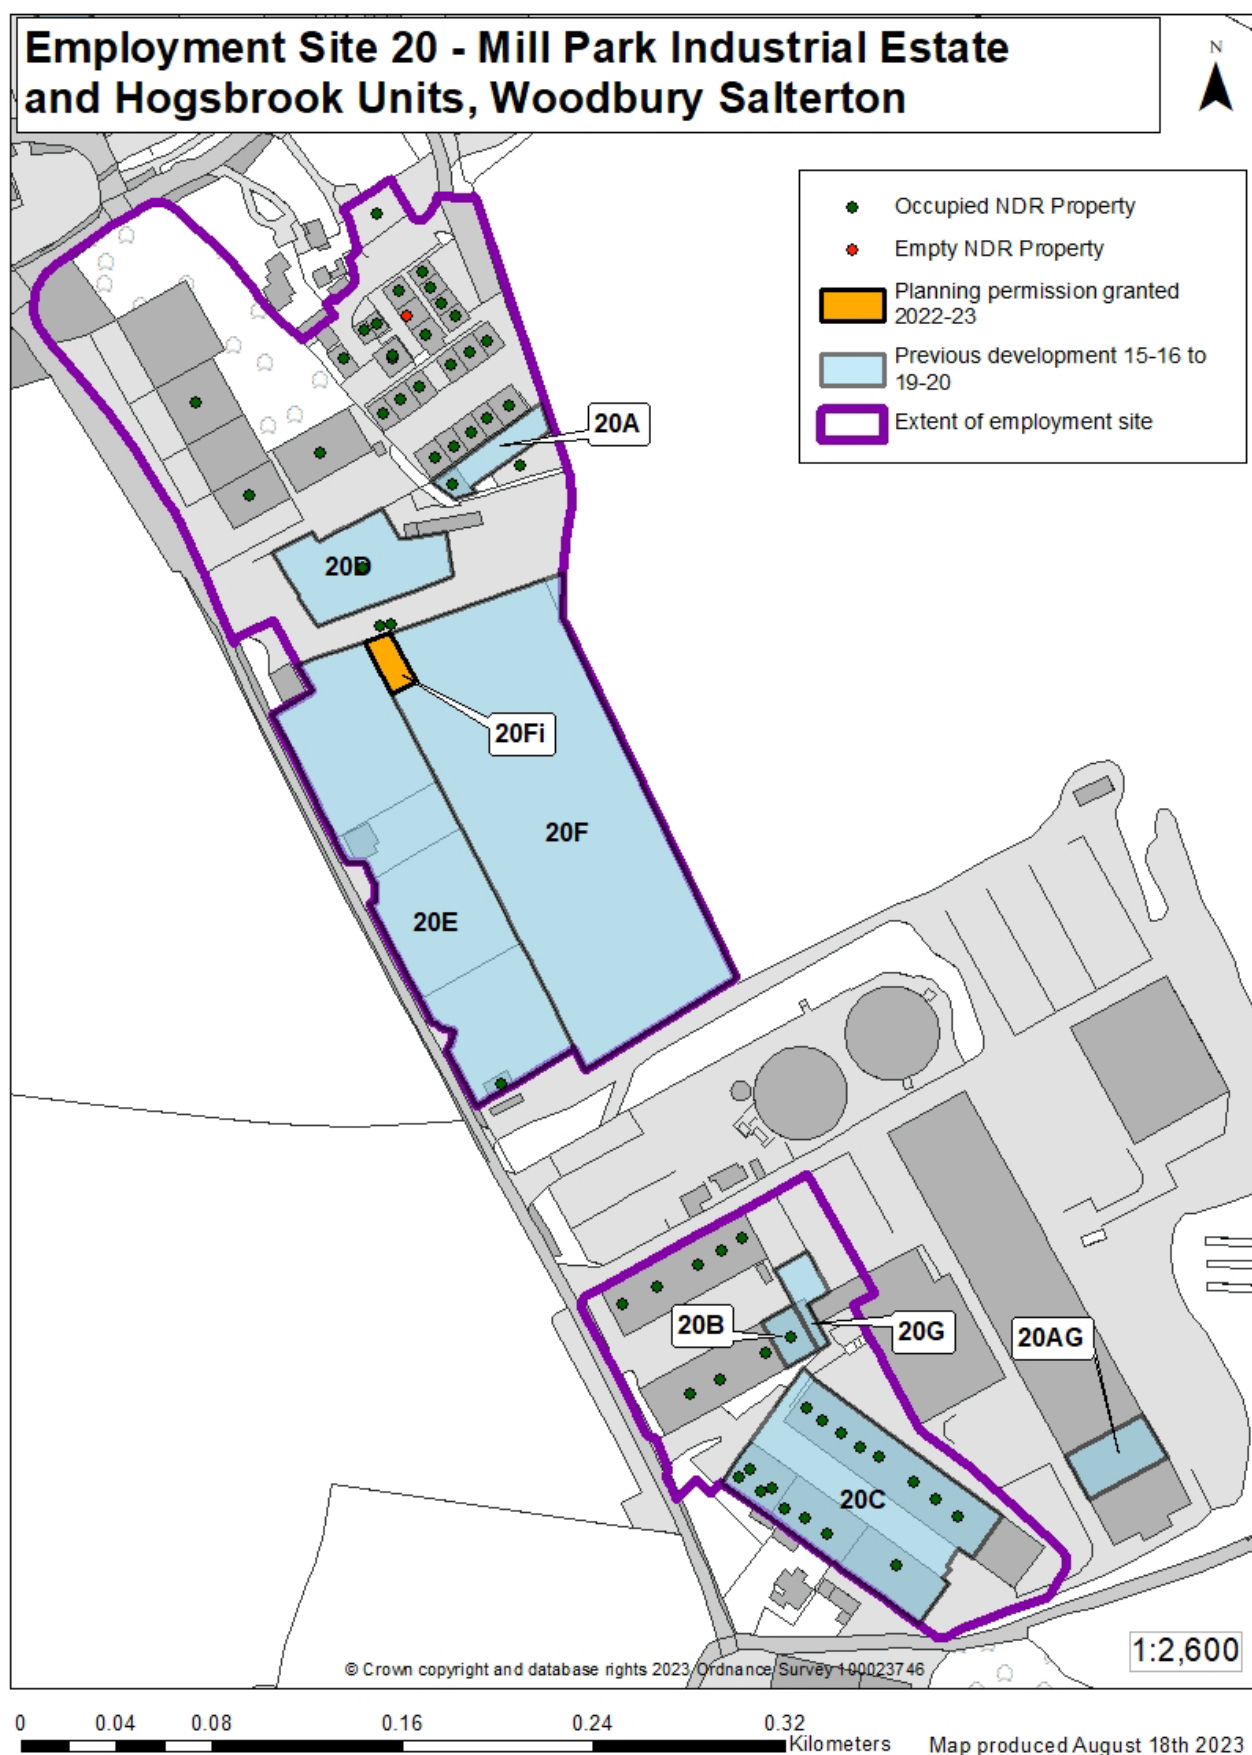 Employment Site 20 - Mill Park Industrial Estate
and Hogsbrook Units, Woodbury Salterton
N
Occupied NDR Property
Empty NDR Property
Planning permission granted
2022-23
Previous development 15-16 to
19-20
Extent of employment site
20A
20D
20Fi
20F
20E
20B
20G
20AG
20C
1:2,600
© Crown copyright and database rights 2023 Ordnance Survey 100023746
0 0.04 0.08 0.16 0.24 0.32
Kilometers
Map produced August 18th 2023